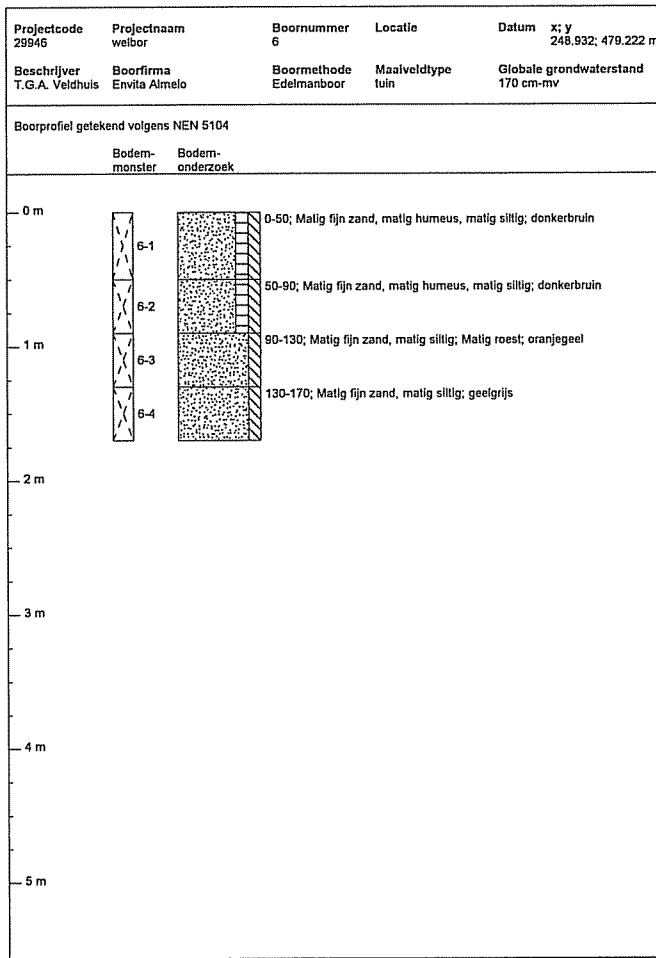 Projectcode Projectnaam Boornummer Locatie Datum x; y
29946 welbor 6 248.932; 479.222 m
Beschrijver Boorfirma Boormethode Maaiveldtype Globale grondwaterstand
T.G.A. Veldhuis Envita Almelo Edelmanboor tuin 170 cm-mv
Boorprofiel getekend volgens NEN 5104
Bodem- Bodem-
monster onderzoek
0 m 0-50; Matig fijn zand, matig humeus, matig siltig; donkerbruin
6-1
50-90; Matig fijn zand, matig humeus, matig siltig; donkerbruin
6-2
1 m 90-130; Matig fijn zand, matig siltig; Matig roest; oranjegeel
6-3
130-170; Matig fijn zand, matig siltig; geelgrijs
6-4
2 m
3 m
4 m
5 m